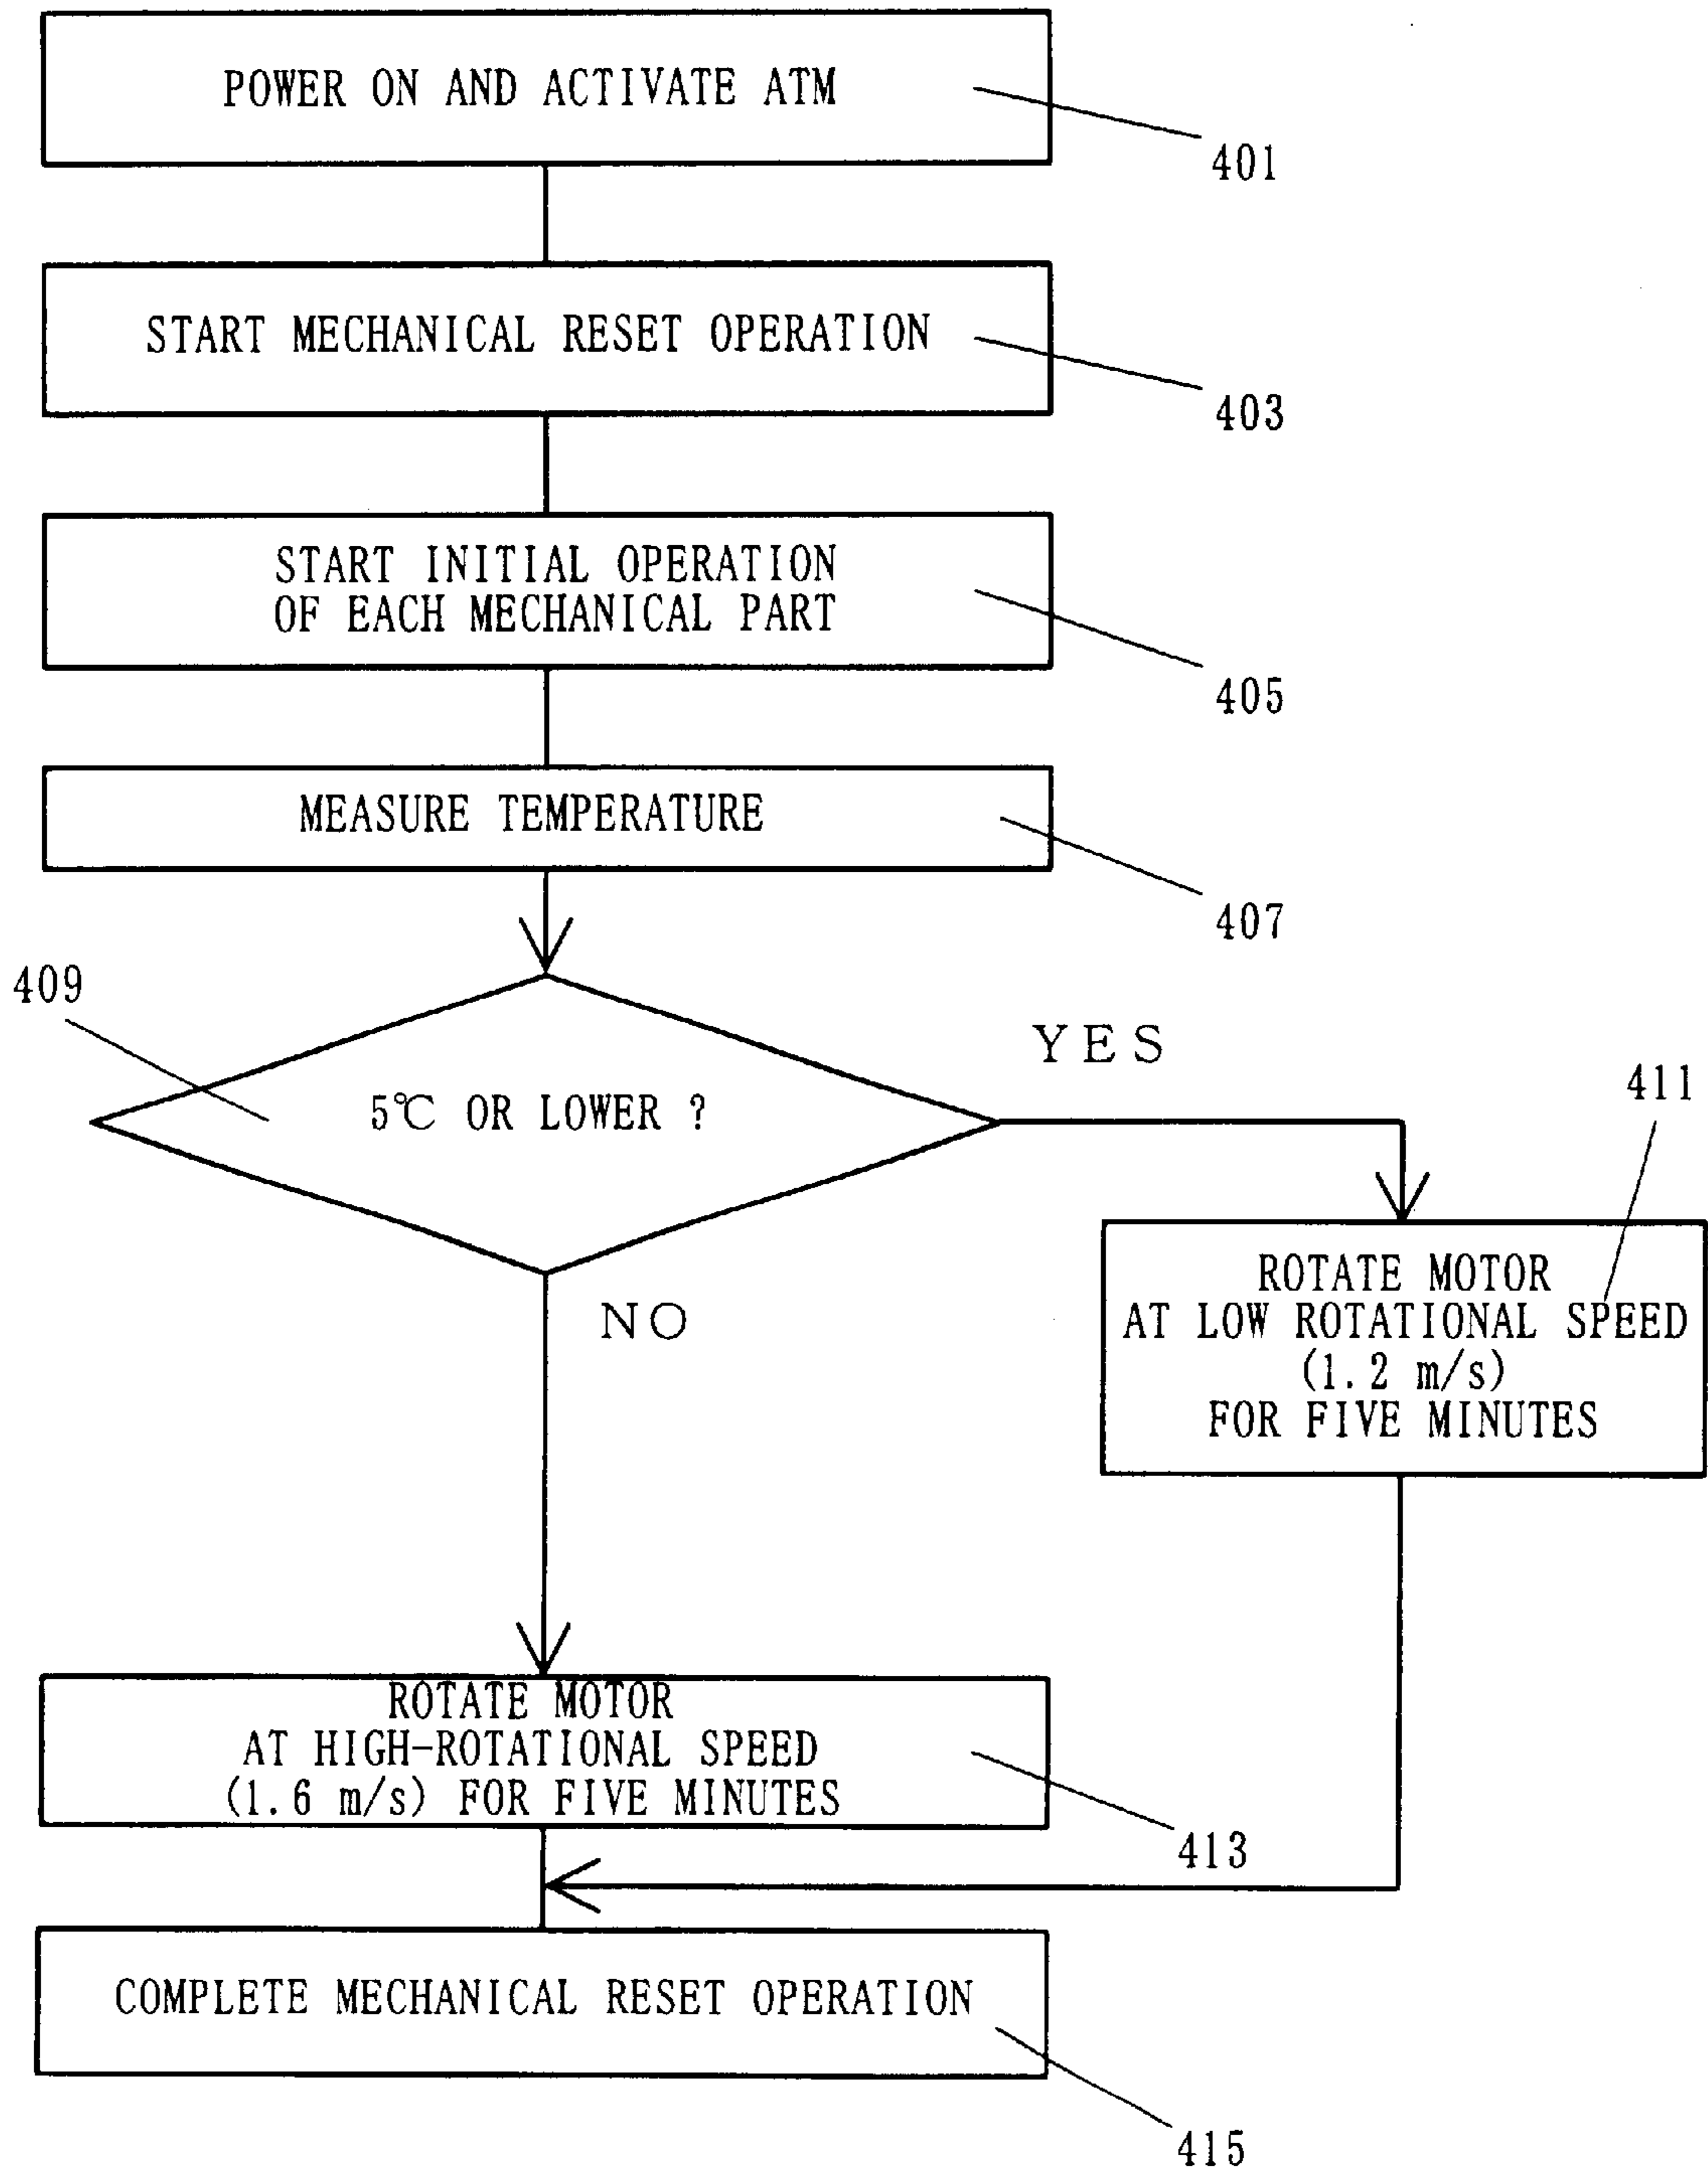 POWER ON AND ACTIVATE ATM
401
START MECHANICAL RESET OPERATION
403
START INITIAL OPERATION
OF EACH MECHANICAL PART
405
MEASURE TEMPERATURE
407
409
5℃ OR LOWER ?
YES
411
ROTATE MOTOR
AT LOW ROTATIONAL SPEED
(1.2 m/s)
FOR FIVE MINUTES
NO
ROTATE MOTOR
AT HIGH-ROTATIONAL SPEED
(1.6 m/s) FOR FIVE MINUTES
413
COMPLETE MECHANICAL RESET OPERATION
415